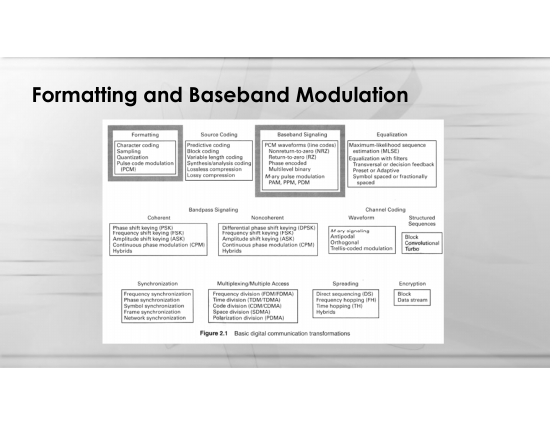 Formatting and Baseband Modulation
Formatting
Character coding
Sampling
Quantization
Pulse code modulation
(PCM)
Source Coding
Predictive coding
Block coding
Variable length coding
Synthesis/analysis coding
Lossless compression
Lossy compression
Baseband Signaling
PCM waveforms (line codes)
Nonreturn-to-zero (NRZ)
Return-to-zero (RZ)
Phase encoded
Multilevel binary
M-ary pulse modulation
PAM, PPM, PDM
Equalization
Maximum-likelihood sequence
estimation (MLSE)
Equalization with filters
Transversal or decision feedback
Preset or Adaptive
Symbol spaced or fractionally
spaced
Bandpass Signaling
Coherent
Phase shift keying (PSK)
Frequency shift keying (FSK)
Amplitude shift keying (ASK)
Continuous phase modulation (CPM)
Hybrids
Noncoherent
Differential phase shift keying (DPSK)
Frequency shift keying (FSK)
Amplitude shift keying (ASK)
Continuous phase modulation (CPM)
Hybrids
Channel Coding
Waveform
M-ary signaling
Antipodal
Orthogonal
Trellis-coded modulation
Structured
Sequences
Block
Convolutional
Turbo
Synchronization
Frequency synchronization
Phase synchronization
Symbol synchronization
Frame synchronization
Network synchronization
Multiplexing/Multiple Access
Frequency division (FDM/FDMA)
Time division (TDM/TDMA)
Code division (CDM/CDMA)
Space division (SDMA)
Polarization division (PDMA)
Spreading
Direct sequencing (DS)
Frequency hopping (FH)
Time hopping (TH)
Hybrids
Encryption
Block
Data stream
Figure 2.1 Basic digital communication transformations